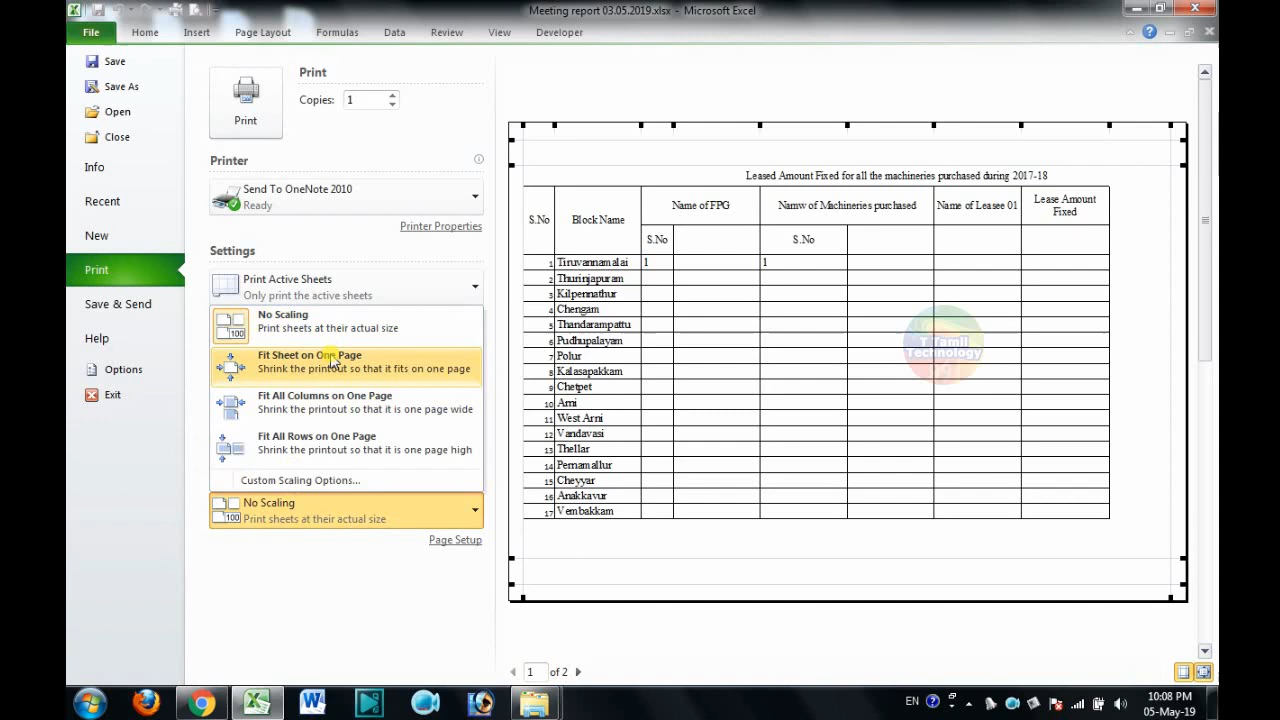 Meeting report 03.05.2019.xlsx - Microsoft Excel
File Home Insert Page Layout Formulas Data Review View Developer
Save
Save As
Open
Close
Info
Recent
New
Print
Save & Send
Help
Options
Exit
Print
Print
Copies: 1
Printer
Send To OneNote 2010
Ready
Printer Properties
Settings
Print Active Sheets
Only print the active sheets
No Scaling
Print sheets at their actual size
100
Fit Sheet on One Page
Shrink the printout so that it fits on one page
Fit All Columns on One Page
Shrink the printout so that it is one page wide
Fit All Rows on One Page
Shrink the printout so that it is one page high
Custom Scaling Options...
No Scaling
Print sheets at their actual size
100
Page Setup
Leased Amount Fixed for all the machineries purchased during 2017-18
S.No Block Name Name of FPG Namw of Machineries purchased Name of Leasee 01 Lease Amount
Fixed
S.No S.No
1 Tiruvannamalai 1 1
2 Thurinjapuram
3 Kilpennathur
4 Chengam
5 Thandarampattu
6 Pudhupalayam
7 Polur
8 Kalasapakkam
9 Chetpet
10 Arni
11 West Arni
12 Vandavasi
13 Thellar
14 Pernamallur
15 Cheyyar
16 Anakkavur
17 Vembakkam
T Tamil
Technology
1 of 2
EN
10:08 PM
05-May-19